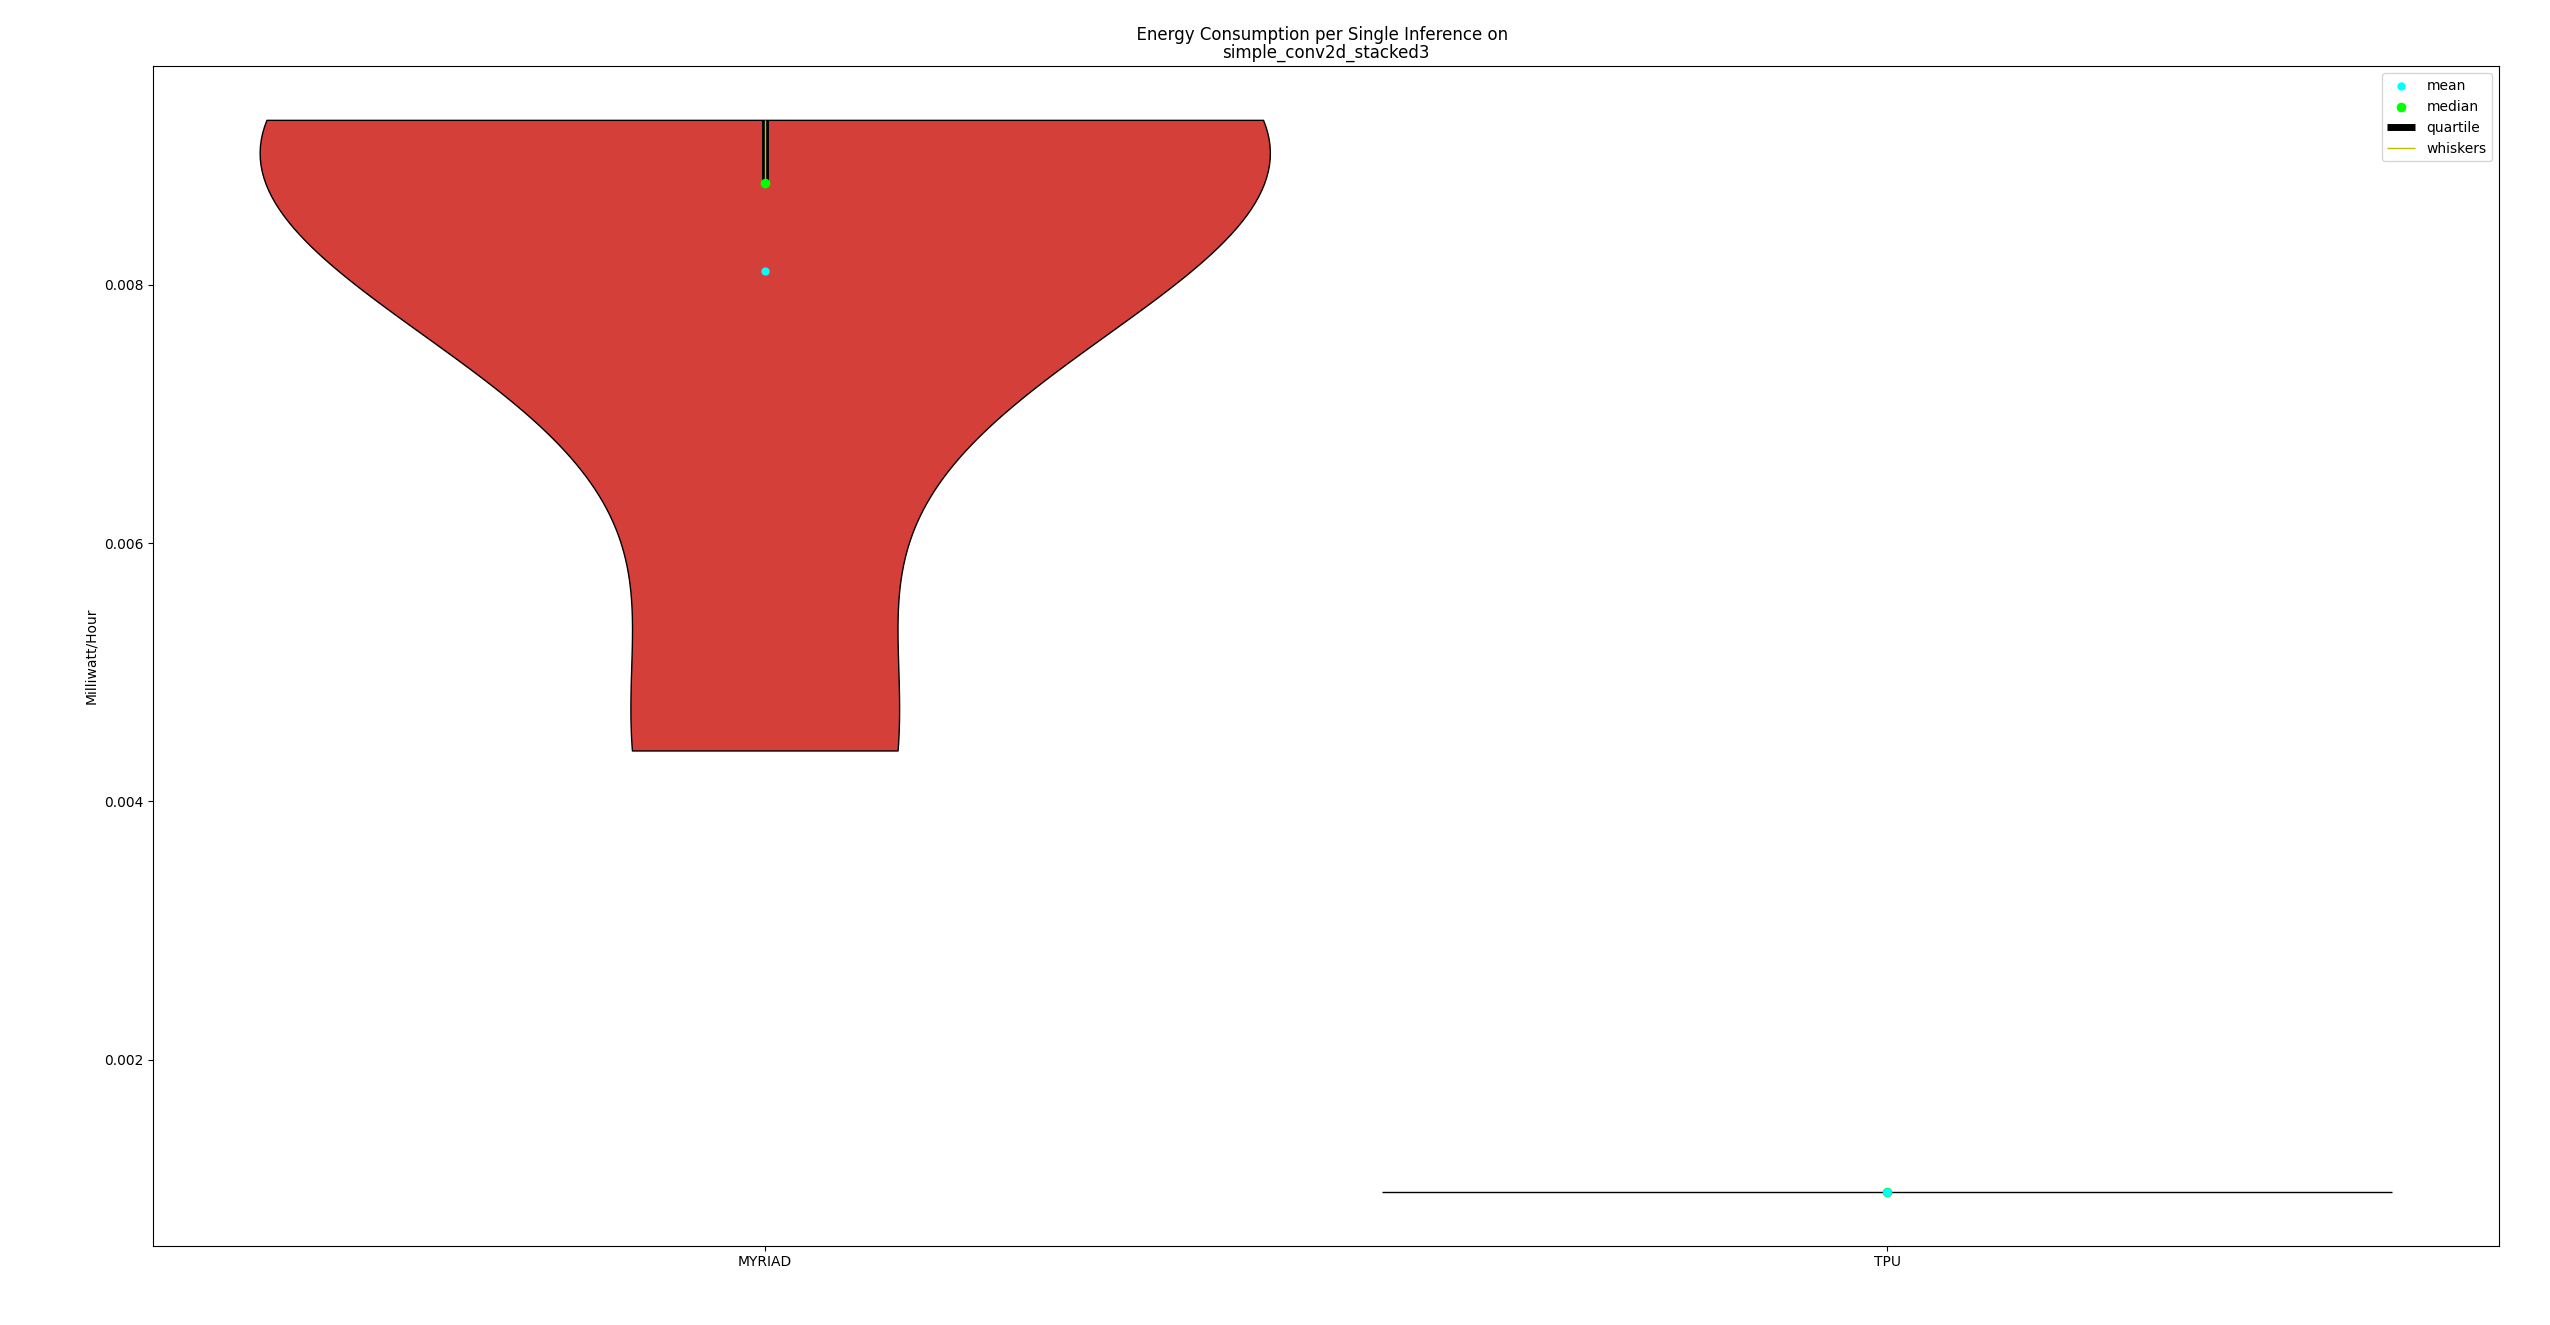 Energy Consumption per Single Inference on
simple_conv2d_stacked3
mean
median
quartile
whiskers
0.008
0.006
0.004
0.002
Milliwatt/Hour
MYRIAD
TPU